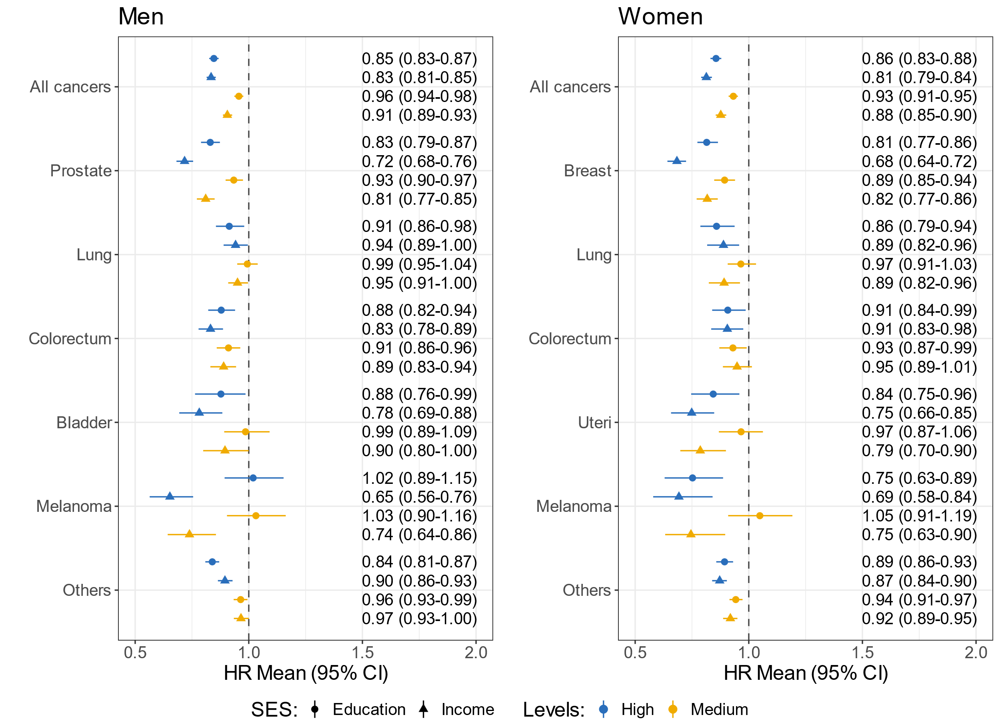 Men
All cancers
0.85 (0.83-0.87)
0.83 (0.81-0.85)
0.96 (0.94-0.98)
0.91 (0.89-0.93)
Prostate
0.83 (0.79-0.87)
0.72 (0.68-0.76)
0.93 (0.90-0.97)
0.81 (0.77-0.85)
Lung
0.91 (0.86-0.98)
0.94 (0.89-1.00)
0.99 (0.95-1.04)
0.95 (0.91-1.00)
Colorectum
0.88 (0.82-0.94)
0.83 (0.78-0.89)
0.91 (0.86-0.96)
0.89 (0.83-0.94)
Bladder
0.88 (0.76-0.99)
0.78 (0.69-0.88)
0.99 (0.89-1.09)
0.90 (0.80-1.00)
Melanoma
1.02 (0.89-1.15)
0.65 (0.56-0.76)
1.03 (0.90-1.16)
0.74 (0.64-0.86)
Others
0.84 (0.81-0.87)
0.90 (0.86-0.93)
0.96 (0.93-0.99)
0.97 (0.93-1.00)
0.5 1.0 1.5 2.0
HR Mean (95% CI)
Women
All cancers
0.86 (0.83-0.88)
0.81 (0.79-0.84)
0.93 (0.91-0.95)
0.88 (0.85-0.90)
Breast
0.81 (0.77-0.86)
0.68 (0.64-0.72)
0.89 (0.85-0.94)
0.82 (0.77-0.86)
Lung
0.86 (0.79-0.94)
0.89 (0.82-0.96)
0.97 (0.91-1.03)
0.89 (0.82-0.96)
Colorectum
0.91 (0.84-0.99)
0.91 (0.83-0.98)
0.93 (0.87-0.99)
0.95 (0.89-1.01)
Uteri
0.84 (0.75-0.96)
0.75 (0.66-0.85)
0.97 (0.87-1.06)
0.79 (0.70-0.90)
Melanoma
0.75 (0.63-0.89)
0.69 (0.58-0.84)
1.05 (0.91-1.19)
0.75 (0.63-0.90)
Others
0.89 (0.86-0.93)
0.87 (0.84-0.90)
0.94 (0.91-0.97)
0.92 (0.89-0.95)
0.5 1.0 1.5 2.0
HR Mean (95% CI)
SES: Education Income Levels: High Medium